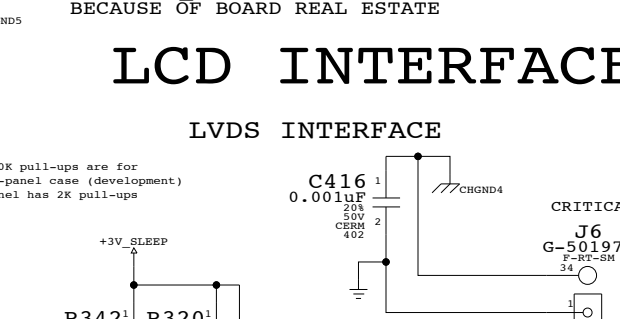 BECAUSE OF BOARD REAL ESTATE
ND5
LCD INTERFACE
LVDS INTERFACE
0K pull-ups are for
-panel case (development)
nel has 2K pull-ups
C416
1
0.001uF
20%
50V
CERM
402
2
CHGND4
CRITICA
J6
G-50197
F-RT-SM
34
+3V_SLEEP
1
R342
1
R320
1